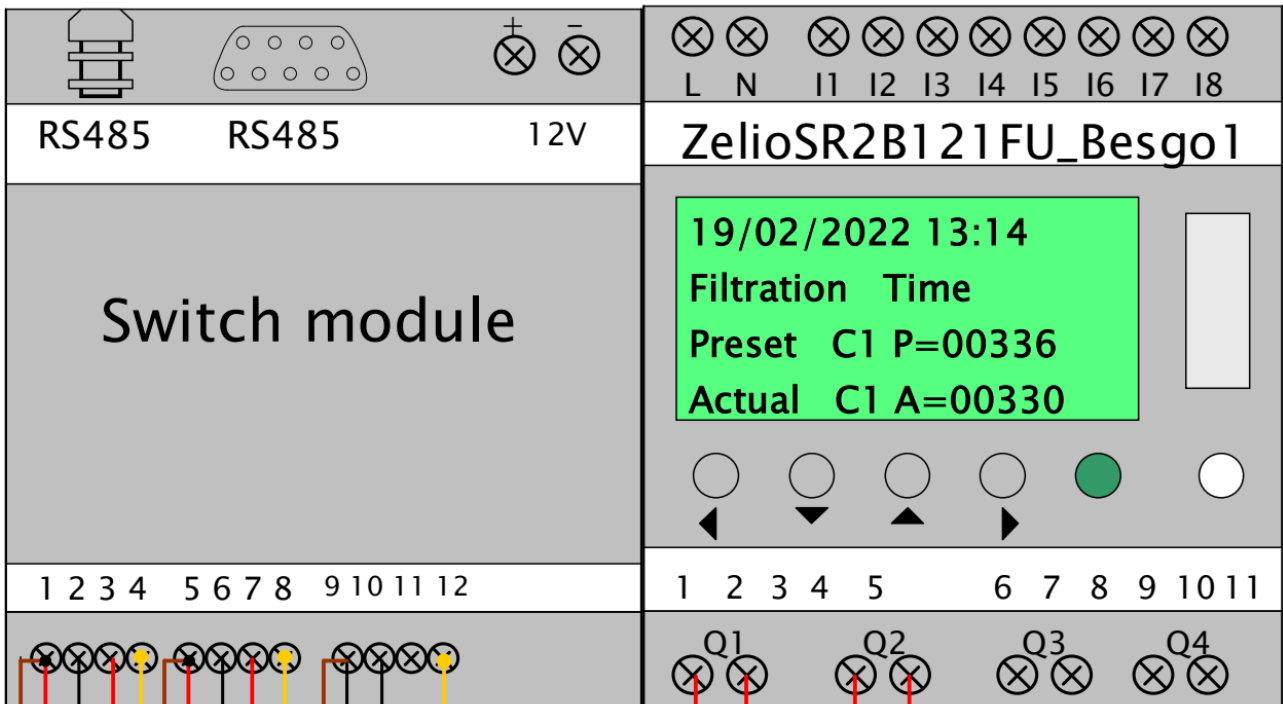 + −
RS485 RS485 12V
Switch module
1 2 3 4 5 6 7 8 9 10 11 12
L N I1 I2 I3 I4 I5 I6 I7 I8
ZelioSR2B121FU_Besgo1
19/02/2022 13:14
Filtration Time
Preset C1 P=00336
Actual C1 A=00330
1 2 3 4 5 6 7 8 9 10 11
Q1 Q2 Q3 Q4